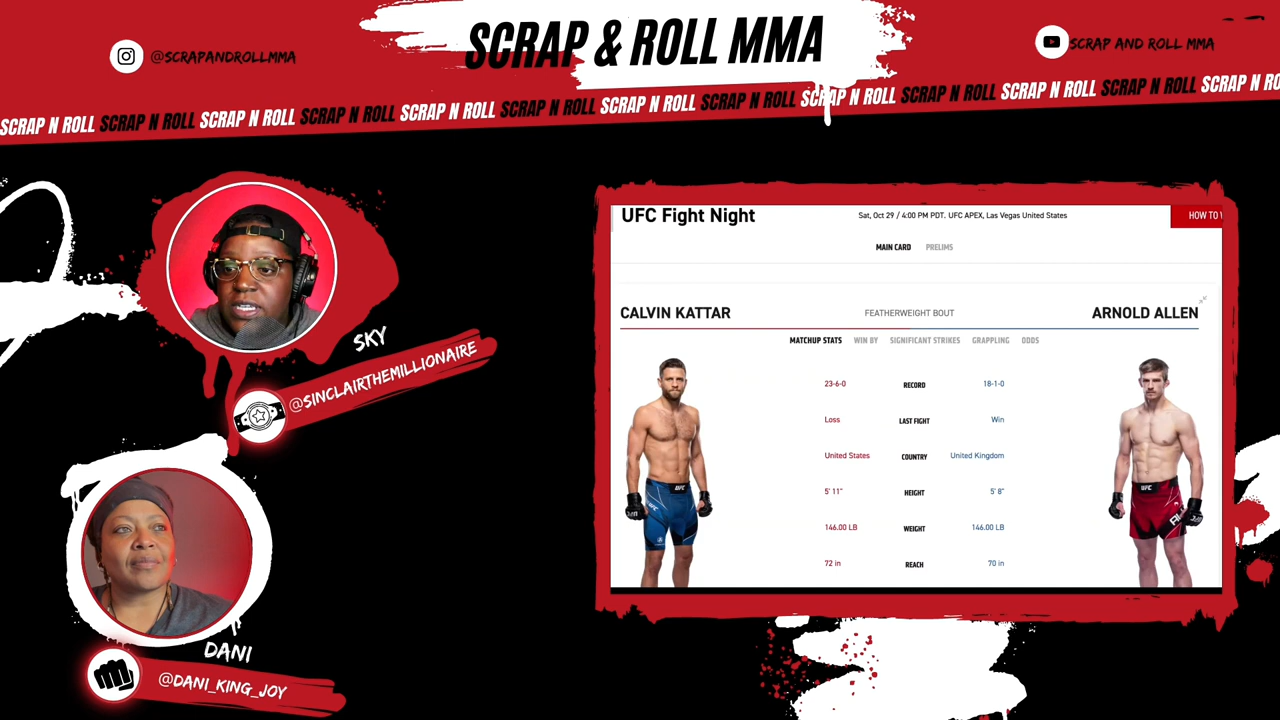 SCRAP & ROLL MMA
@SCRAPANDROLLMMA
SCRAP AND ROLL MMA
SCRAP N ROLL SCRAP N ROLL SCRAP N ROLL SCRAP N ROLL SCRAP N ROLL SCRAP N ROLL SCRAP N ROLL SCRAP N ROLL SCRAP N ROLL SCRAP N ROLL SCRAP N ROLL SCRAP N ROLL SCRAP N RO
SKY
@SINCLAIRTHEMILLIONAIRE
DANI
@DANI_KING_JOY
UFC Fight Night
Sat, Oct 29 / 4:00 PM PDT. UFC APEX, Las Vegas United States
HOW TO
MAIN CARD PRELIMS
CALVIN KATTAR FEATHERWEIGHT BOUT ARNOLD ALLEN
MATCHUP STATS WIN BY SIGNIFICANT STRIKES GRAPPLING ODDS
23-6-0 RECORD 18-1-0
Loss LAST FIGHT Win
United States COUNTRY United Kingdom
5' 11" HEIGHT 5' 8"
146.00 LB WEIGHT 146.00 LB
72 in REACH 70 in
UFC
UFC